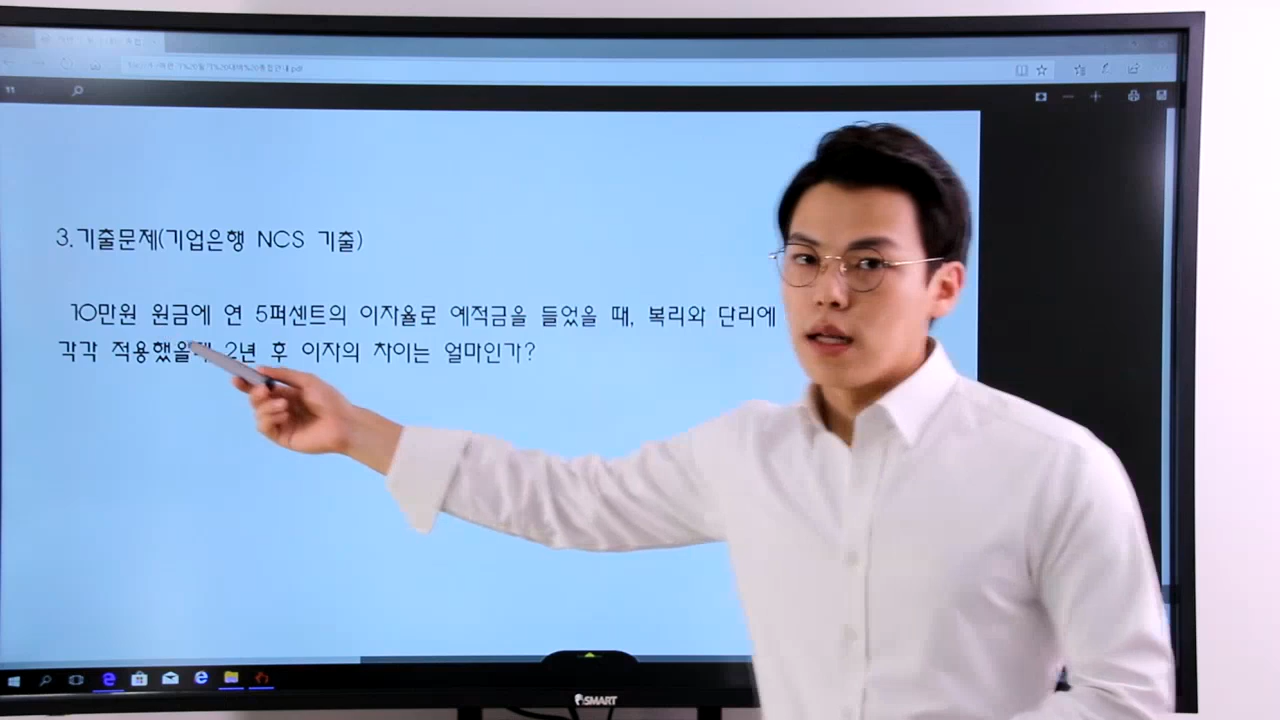 11
3.기출문제(기업은행 NCS 기출)
10만원 원금에 연 5퍼센트의 이자율로 예적금을 들었을 때, 복리와 단리에
각각 적용했을때 2년 후 이자의 차이는 얼마인가?
SMART